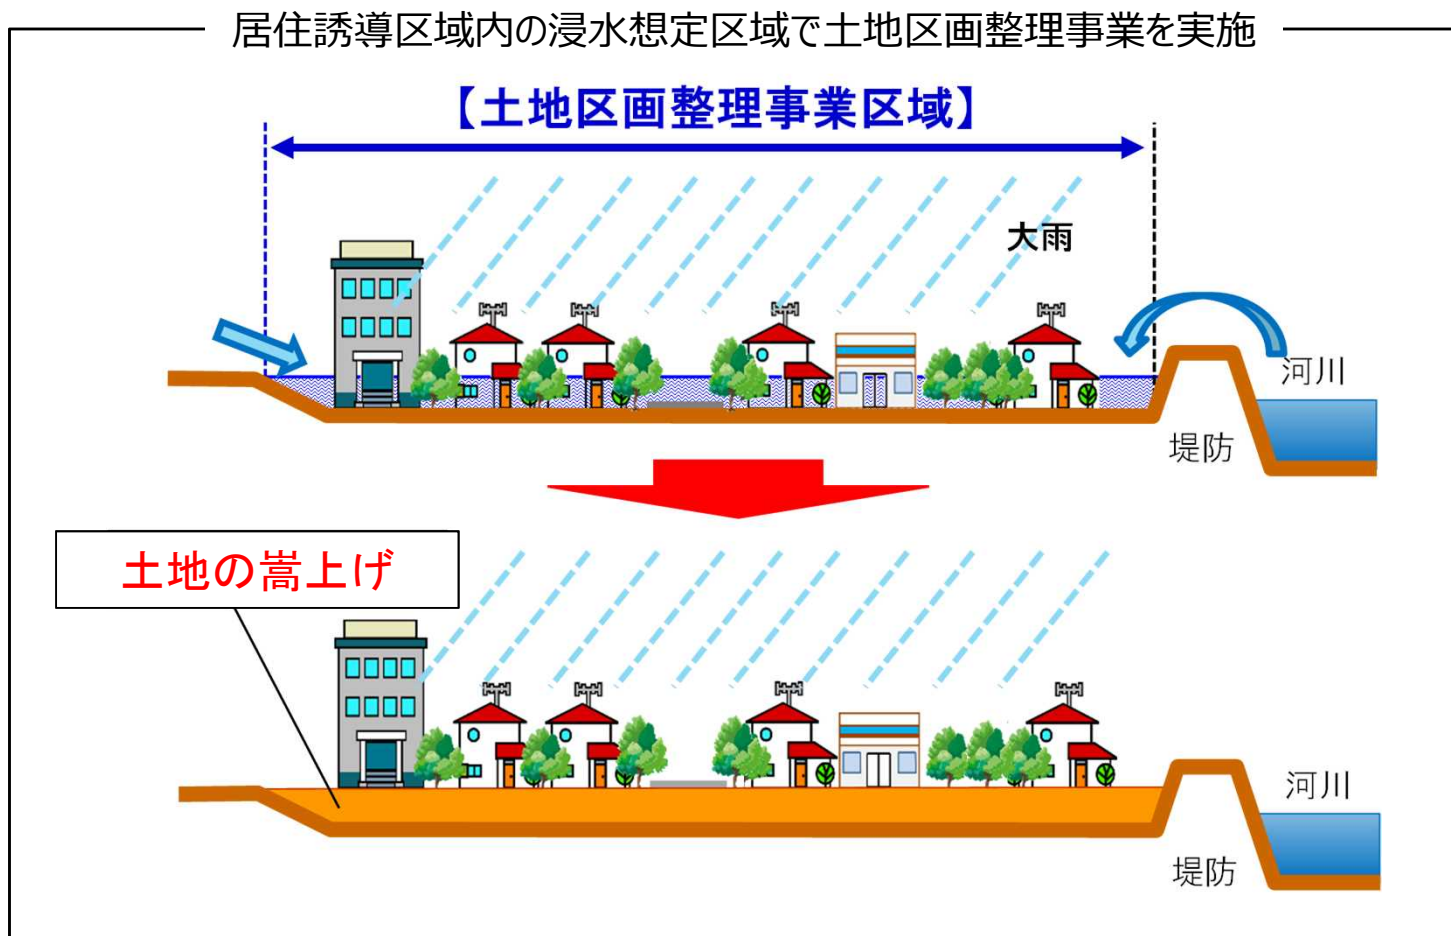 居住誘導区域内の浸水想定区域で土地区画整理事業を実施
【土地区画整理事業区域】
大雨
河川
堤防
土地の嵩上げ
河川
堤防